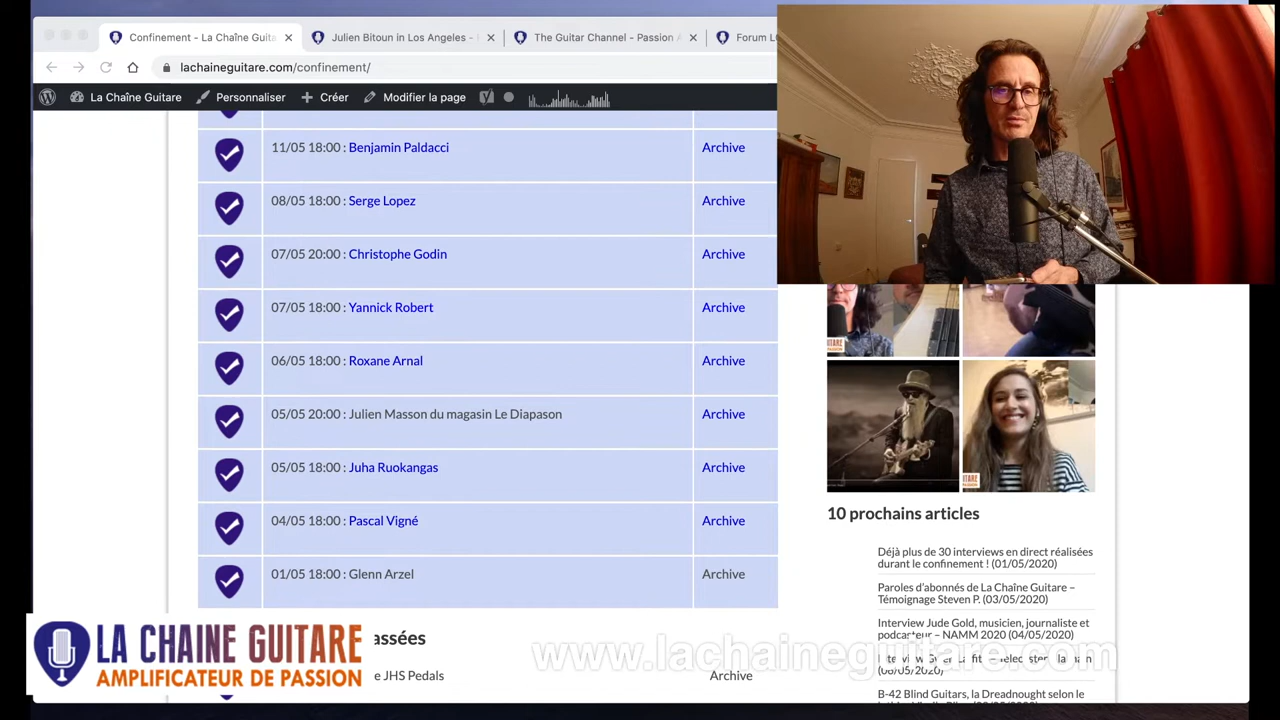 Confinement - La Chaîne Guita
Julien Bitoun in Los Angeles -
The Guitar Channel - Passion A
lachaineguitare.com/confinement/
La Chaîne Guitare
Personnaliser
Créer
Modifier la page
11/05 18:00 : Benjamin Paldacci Archive
08/05 18:00 : Serge Lopez Archive
07/05 20:00 : Christophe Godin Archive
07/05 18:00 : Yannick Robert Archive
06/05 18:00 : Roxane Arnal Archive
05/05 20:00 : Julien Masson du magasin Le Diapason Archive
05/05 18:00 : Juha Ruokangas Archive
04/05 18:00 : Pascal Vigné Archive
01/05 18:00 : Glenn Arzel Archive
assées
e JHS Pedals Archive
10 prochains articles
Déjà plus de 30 interviews en direct réalisées
durant le confinement ! (01/05/2020)
Paroles d'abonnés de La Chaîne Guitare –
Témoignage Steven P. (03/05/2020)
Interview Jude Gold, musicien, journaliste et
podcasteur – NAMM 2020 (04/05/2020)
B-42 Blind Guitars, la Dreadnought selon le
LA CHAINE GUITARE
AMPLIFICATEUR DE PASSION
www.lachaineguitare.com